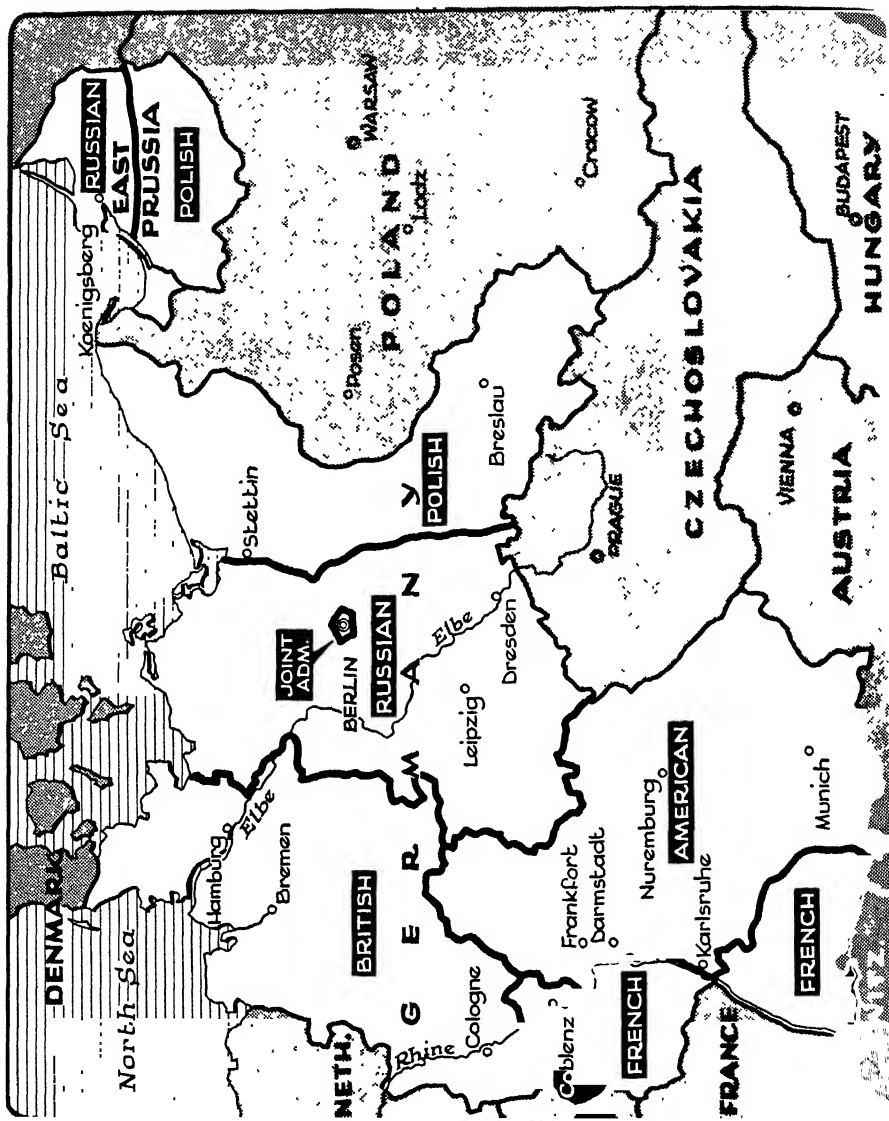 DENMARK
North Sea
Baltic Sea
Koenigsberg
RUSSIAN
EAST
PRUSSIA
POLISH
Hamburg
Elbe
Bremen
Stettin
JOINT
ADM.
BERLIN
RUSSIAN
BRITISH
NETH.
Rhine
Cologne
GERMANY
POLISH
Elbe
Leipzig
Dresden
Breslau
Posen
POLAND
Lodz
WARSAW
Cracow
blenz
Frankfort
Darmstadt
FRENCH
Nuremburg
AMERICAN
Karlsruhe
Munich
FRANCE
FRENCH
PRAGUE
CZECHOSLOVAKIA
VIENNA
AUSTRIA
BUDAPEST
HUNGARY